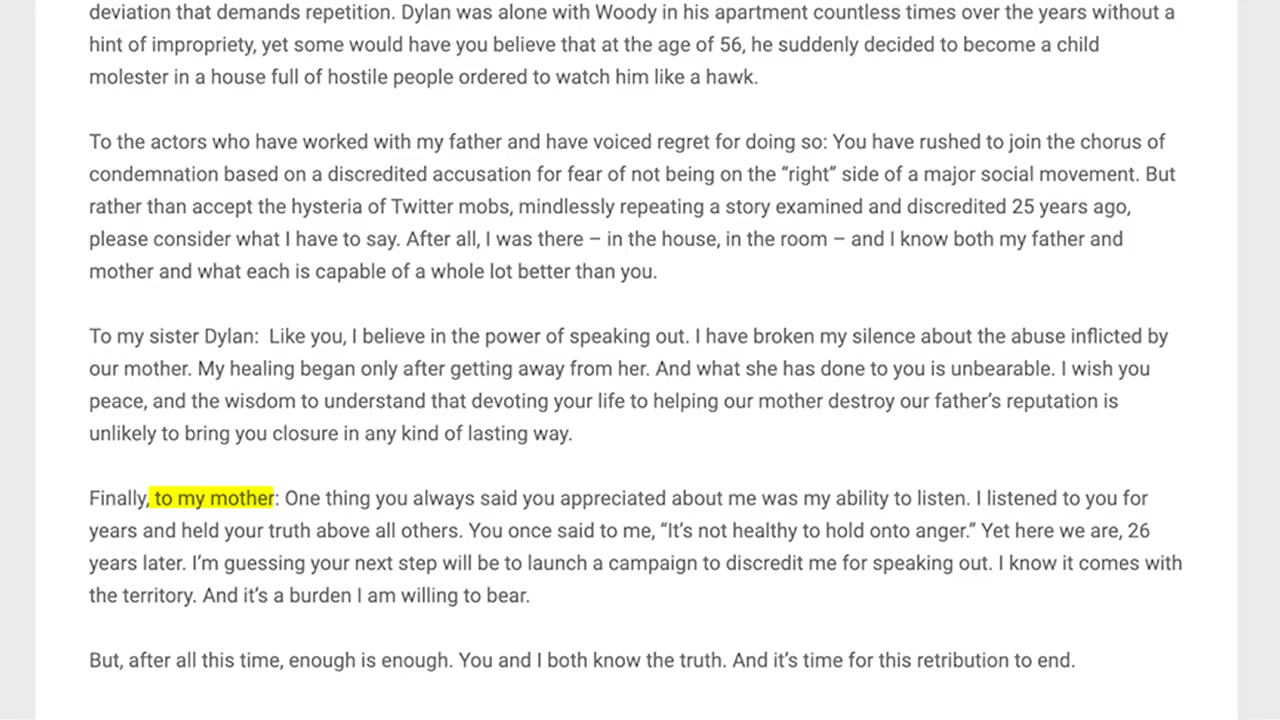 deviation that demands repetition. Dylan was alone with Woody in his apartment countless times over the years without a
hint of impropriety, yet some would have you believe that at the age of 56, he suddenly decided to become a child
molester in a house full of hostile people ordered to watch him like a hawk.
To the actors who have worked with my father and have voiced regret for doing so: You have rushed to join the chorus of
condemnation based on a discredited accusation for fear of not being on the “right” side of a major social movement. But
rather than accept the hysteria of Twitter mobs, mindlessly repeating a story examined and discredited 25 years ago,
please consider what I have to say. After all, I was there – in the house, in the room – and I know both my father and
mother and what each is capable of a whole lot better than you.
To my sister Dylan:  Like you, I believe in the power of speaking out. I have broken my silence about the abuse inflicted by
our mother. My healing began only after getting away from her. And what she has done to you is unbearable. I wish you
peace, and the wisdom to understand that devoting your life to helping our mother destroy our father’s reputation is
unlikely to bring you closure in any kind of lasting way.
Finally, to my mother: One thing you always said you appreciated about me was my ability to listen. I listened to you for
years and held your truth above all others. You once said to me, “It’s not healthy to hold onto anger.” Yet here we are, 26
years later. I’m guessing your next step will be to launch a campaign to discredit me for speaking out. I know it comes with
the territory. And it’s a burden I am willing to bear.
But, after all this time, enough is enough. You and I both know the truth. And it’s time for this retribution to end.